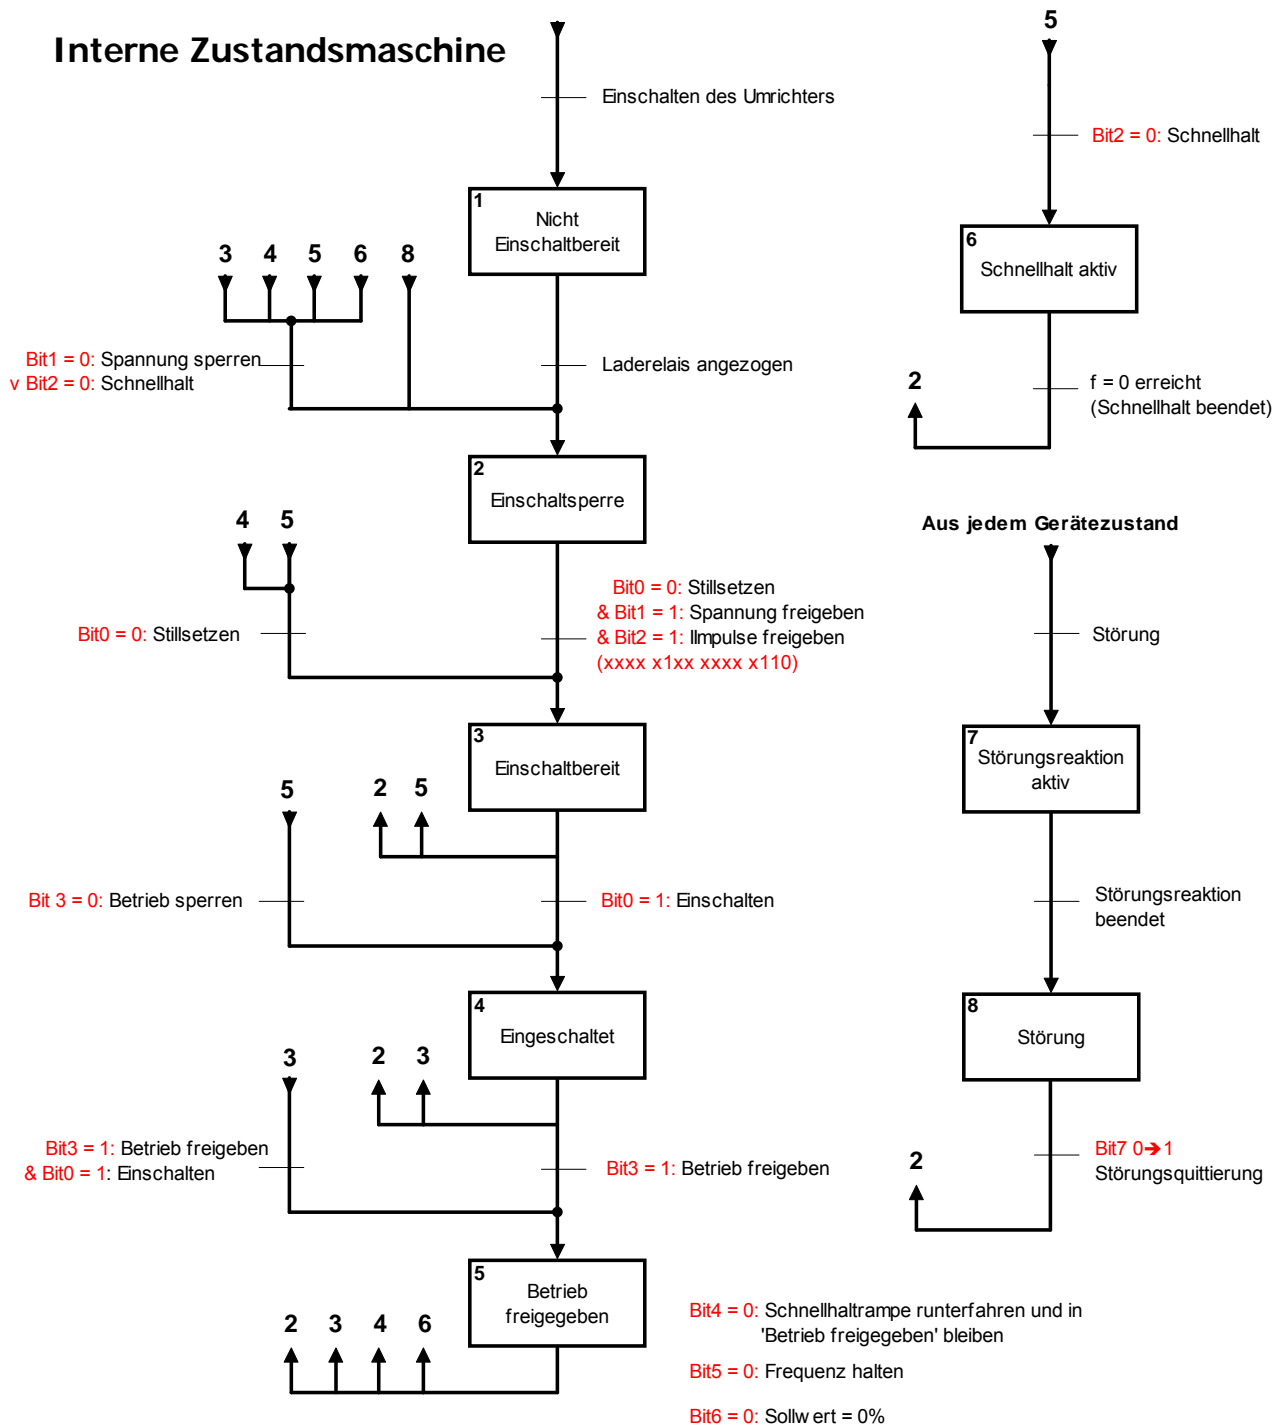 Interne Zustandsmaschine
Einschalten des Umrichters
1
Nicht
Einschaltbereit
3 4 5 6 8
Bit1 = 0: Spannung sperren
v Bit2 = 0: Schnellhalt
Laderelais angezogen
2
Einschaltsperre
4 5
Bit0 = 0: Stillsetzen
Bit0 = 0: Stillsetzen
& Bit1 = 1: Spannung freigeben
& Bit2 = 1: IImpulse freigeben
(xxxx x1xx xxxx x110)
3
Einschaltbereit
5
2 5
Bit 3 = 0: Betrieb sperren
Bit0 = 1: Einschalten
4
Eingeschaltet
3
2 3
Bit3 = 1: Betrieb freigeben
& Bit0 = 1: Einschalten
Bit3 = 1: Betrieb freigeben
5
Betrieb
freigegeben
2 3 4 6
Bit4 = 0: Schnellhaltrampe runterfahren und in
'Betrieb freigegeben' bleiben
Bit5 = 0: Frequenz halten
Bit6 = 0: Sollwert = 0%
5
Bit2 = 0: Schnellhalt
6
Schnellhalt aktiv
2
f = 0 erreicht
(Schnellhalt beendet)
Aus jedem Gerätezustand
Störung
7
Störungsreaktion
aktiv
Störungsreaktion
beendet
8
Störung
2
Bit7 0➔1
Störungsquittierung